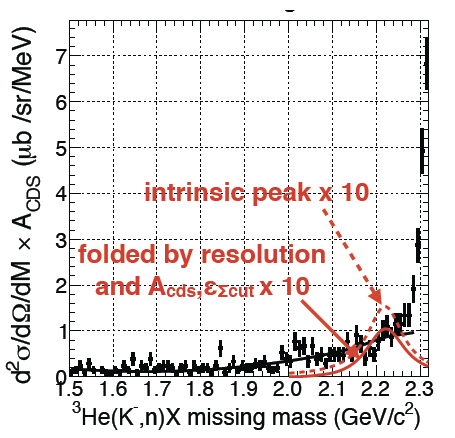 d²σ/dΩ/dM × A_CDS (μb /sr/MeV)
7
6
5
4
3
2
1
0
intrinsic peak x 10
folded by resolution
and A_cds,ε_Σcut x 10
1.5 1.6 1.7 1.8 1.9 2.0 2.1 2.2 2.3
³He(K⁻,n)X missing mass (GeV/c²)